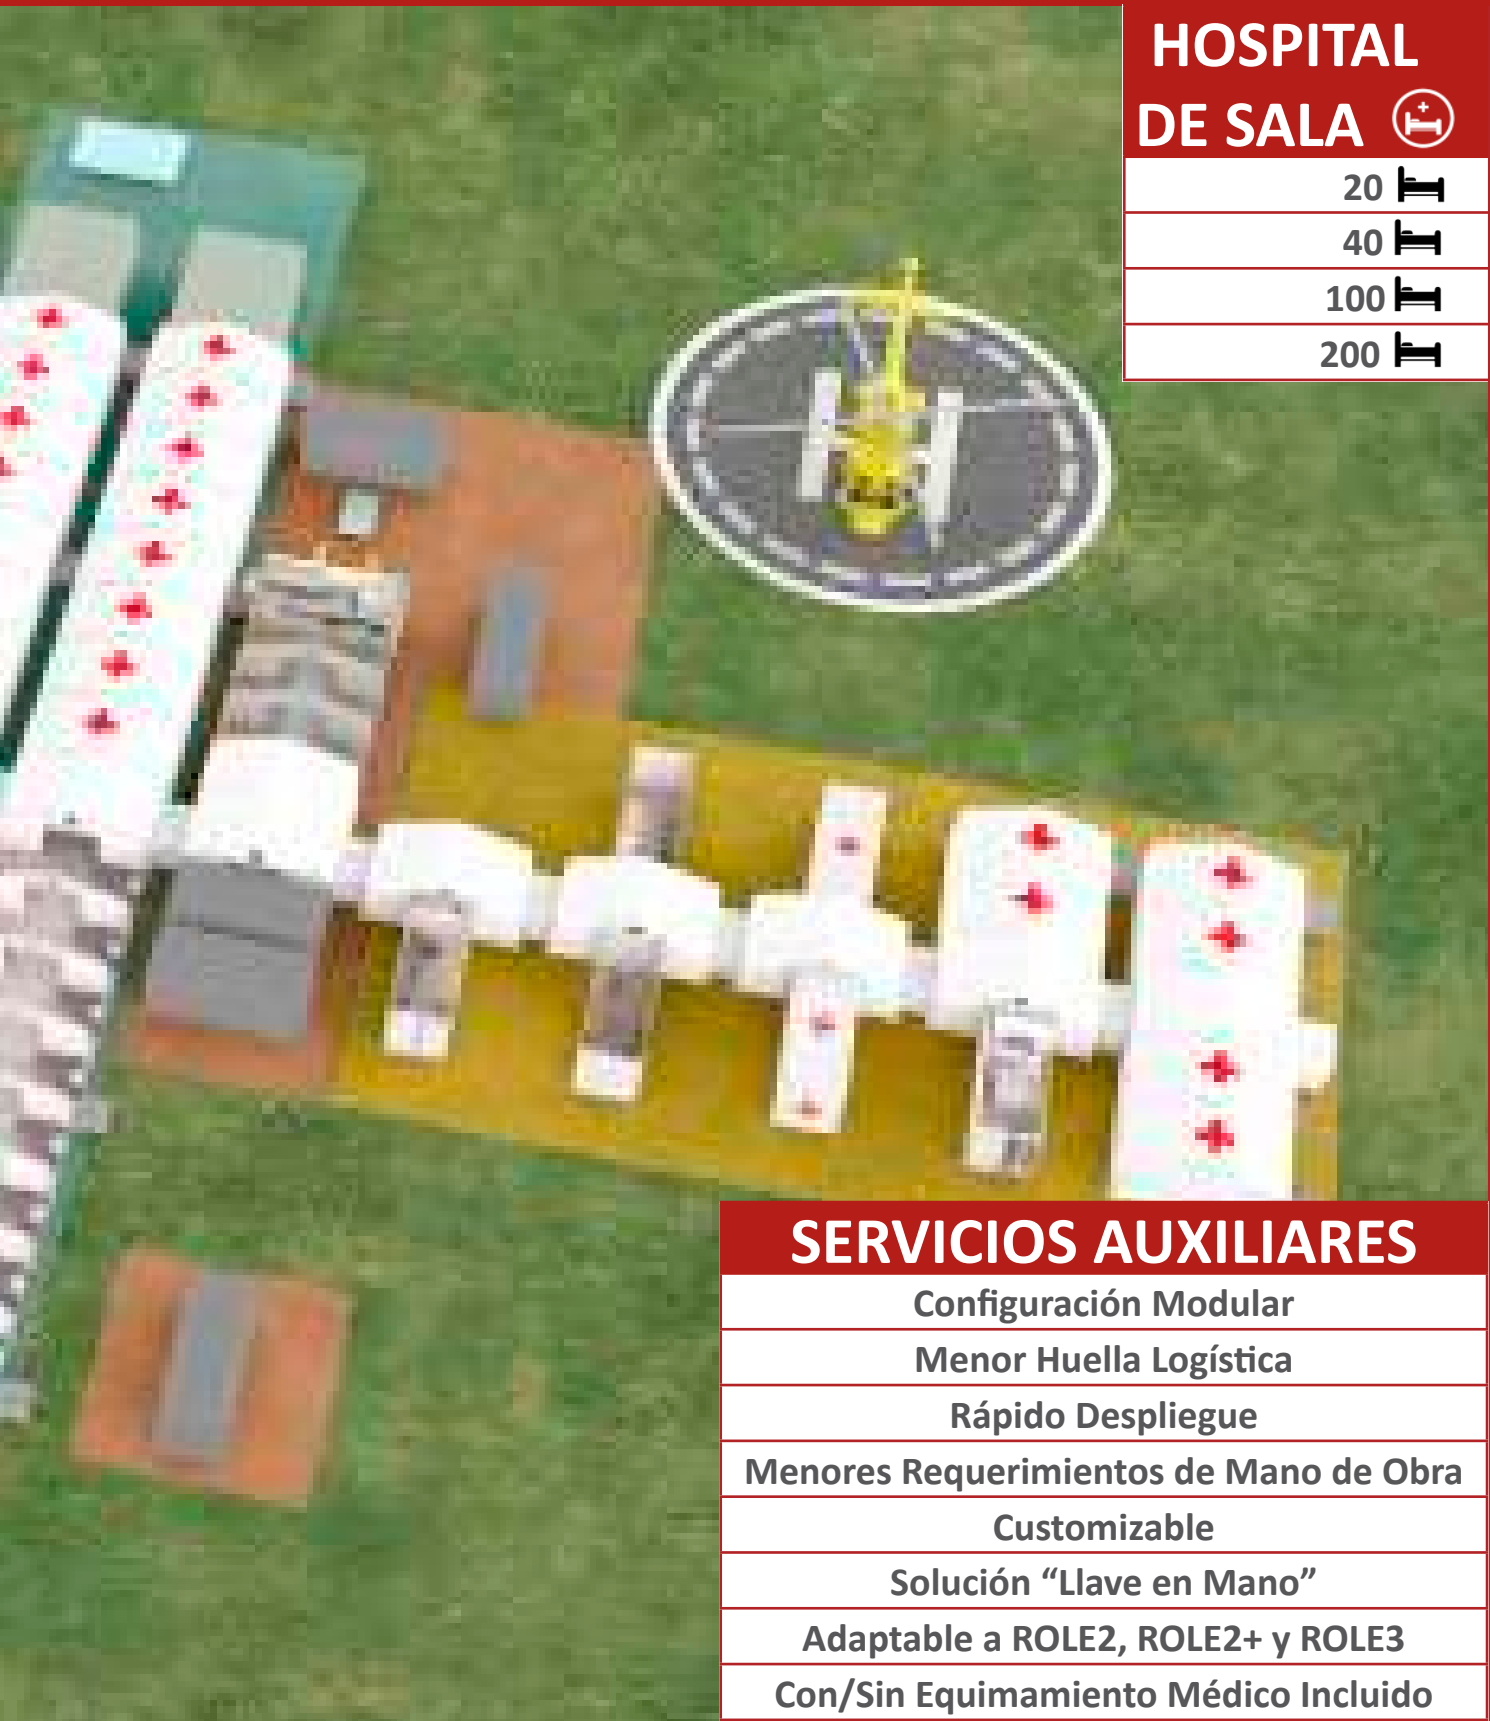 HOSPITAL
DE SALA
20
40
100
200
SERVICIOS AUXILIARES
Configuración Modular
Menor Huella Logística
Rápido Despliegue
Menores Requerimientos de Mano de Obra
Customizable
Solución “Llave en Mano”
Adaptable a ROLE2, ROLE2+ y ROLE3
Con/Sin Equimamiento Médico Incluido